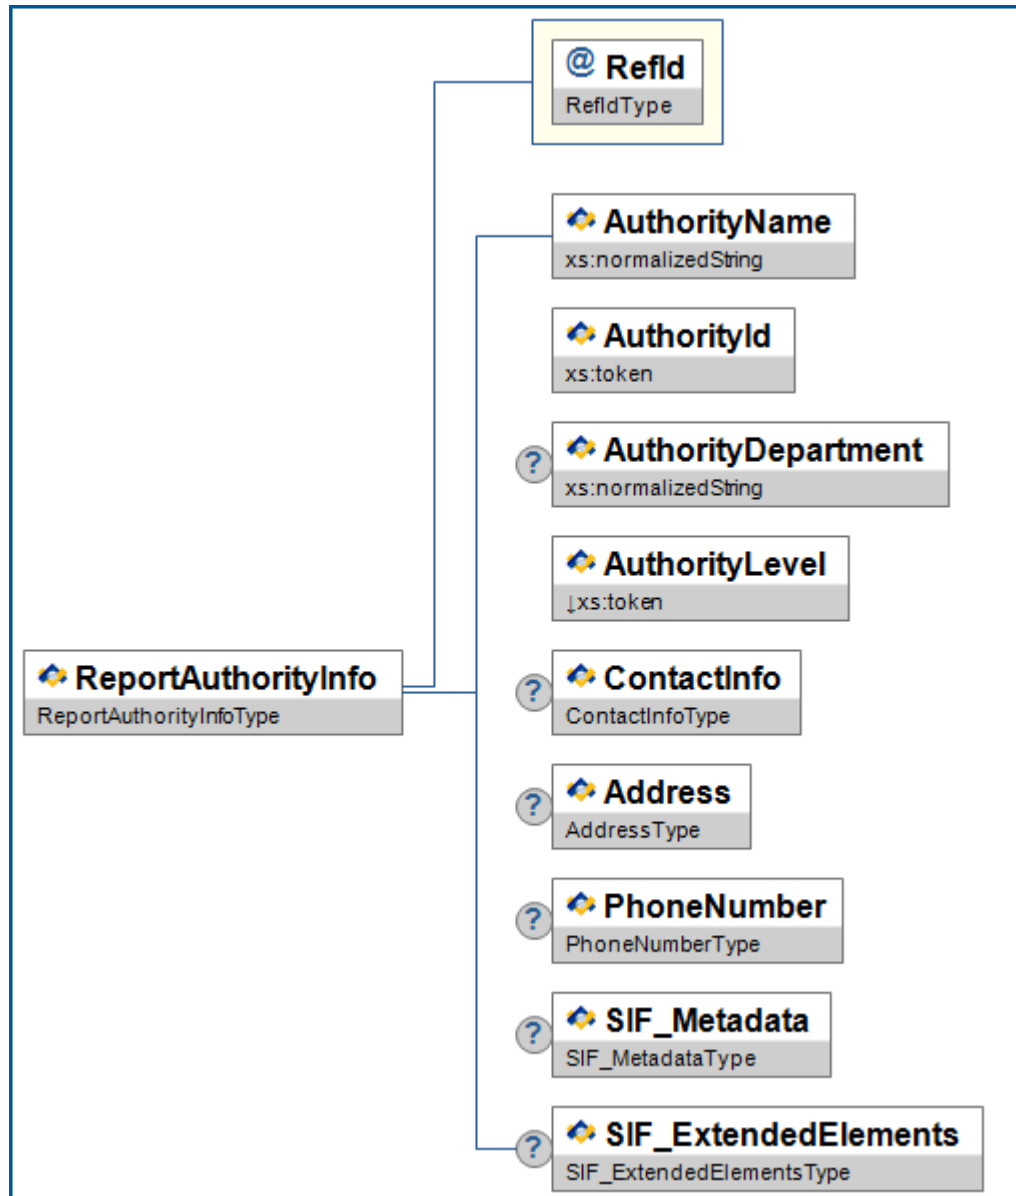 @ RefId
RefIdType
AuthorityName
xs:normalizedString
AuthorityId
xs:token
? AuthorityDepartment
xs:normalizedString
AuthorityLevel
↓xs:token
ReportAuthorityInfo
ReportAuthorityInfoType
? ContactInfo
ContactInfoType
? Address
AddressType
? PhoneNumber
PhoneNumberType
? SIF_Metadata
SIF_MetadataType
? SIF_ExtendedElements
SIF_ExtendedElementsType